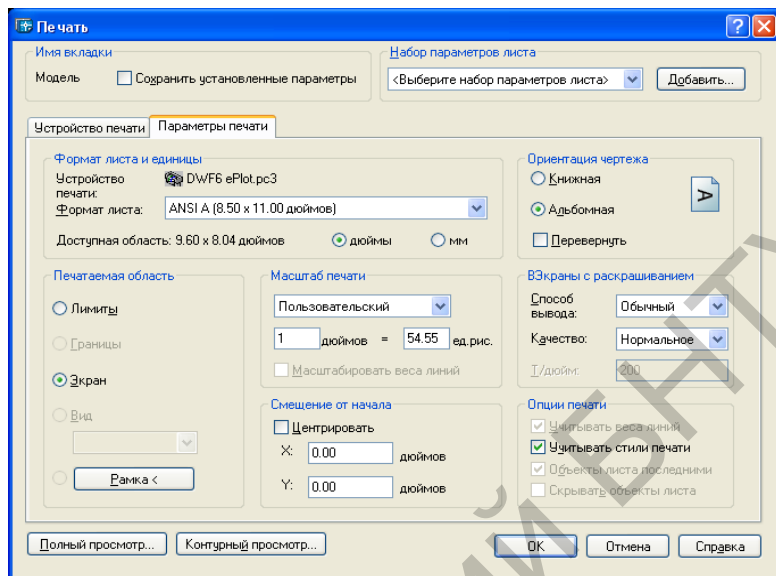 Печать
Имя вкладки
Модель Сохранить установленные параметры
Набор параметров листа
<Выберите набор параметров листа> Добавить...
Устройство печати Параметры печати
Формат листа и единицы
Устройство печати: DWF6 ePlot.pc3
Формат листа: ANSI A (8.50 x 11.00 дюймов)
Доступная область: 9.60 x 8.04 дюймов дюймы мм
Ориентация чертежа
Книжная
Альбомная
Перевернуть
A
Печатаемая область
Лимиты
Границы
Экран
Вид
Рамка <
Масштаб печати
Пользовательский
1 дюймов = 54.55 ед.рис.
Масштабировать веса линий
Смещение от начала
Центрировать
X: 0.00 дюймов
Y: 0.00 дюймов
ВЭкраны с раскрашиванием
Способ вывода: Обычный
Качество: Нормальное
Т/дюйм: 200
Опции печати
Учитывать веса линий
Учитывать стили печати
Объекты листа последними
Скрывать объекты листа
Полный просмотр... Контурный просмотр... OK Отмена Справка
БНТУ